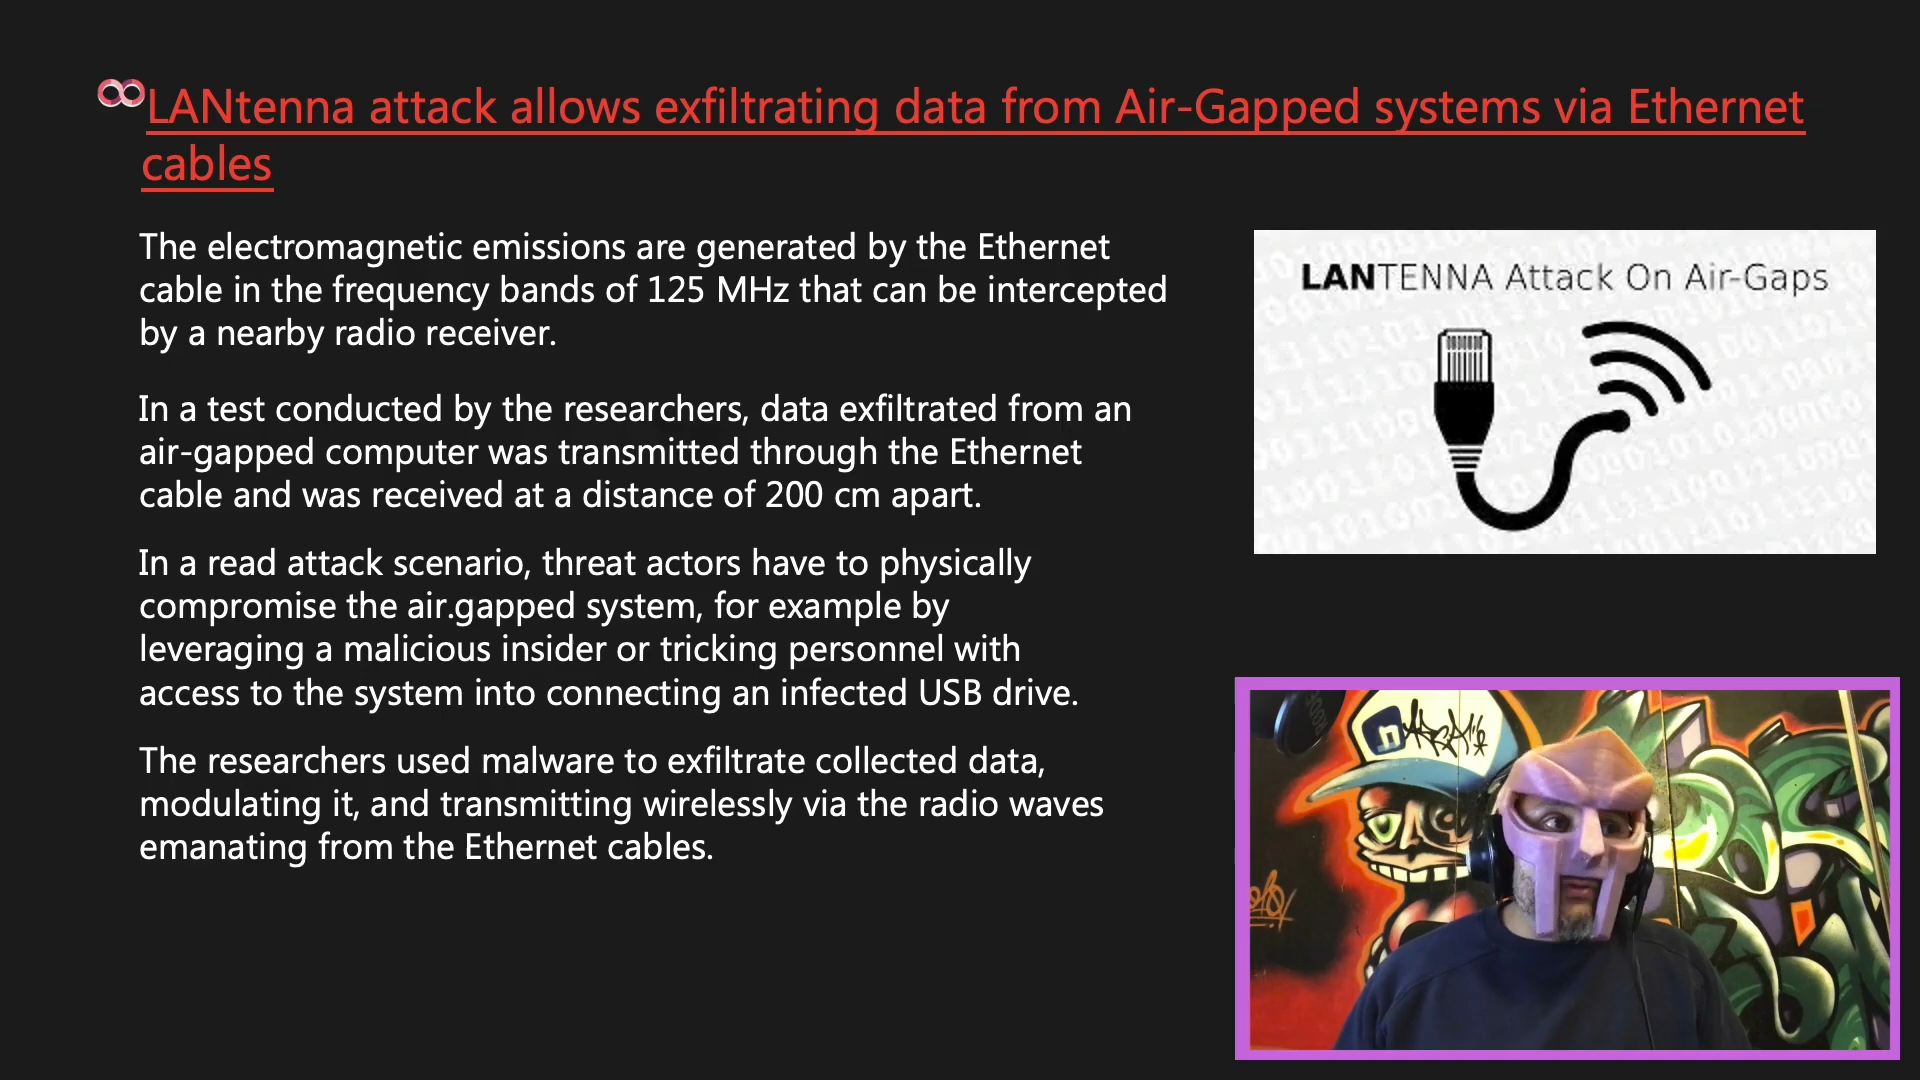 LANtenna attack allows exfiltrating data from Air-Gapped systems via Ethernet
cables
The electromagnetic emissions are generated by the Ethernet
cable in the frequency bands of 125 MHz that can be intercepted
by a nearby radio receiver.
In a test conducted by the researchers, data exfiltrated from an
air-gapped computer was transmitted through the Ethernet
cable and was received at a distance of 200 cm apart.
In a read attack scenario, threat actors have to physically
compromise the air.gapped system, for example by
leveraging a malicious insider or tricking personnel with
access to the system into connecting an infected USB drive.
The researchers used malware to exfiltrate collected data,
modulating it, and transmitting wirelessly via the radio waves
emanating from the Ethernet cables.
LANTENNA Attack On Air-Gaps